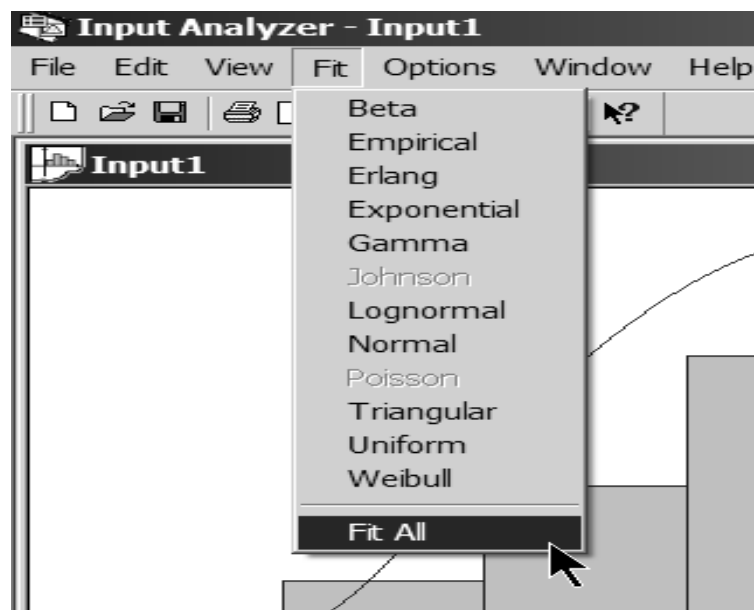 Input Analyzer - Input1
File Edit View Fit Options Window Help
Input1
Beta
Empirical
Erlang
Exponential
Gamma
Johnson
Lognormal
Normal
Poisson
Triangular
Uniform
Weibull
Fit All